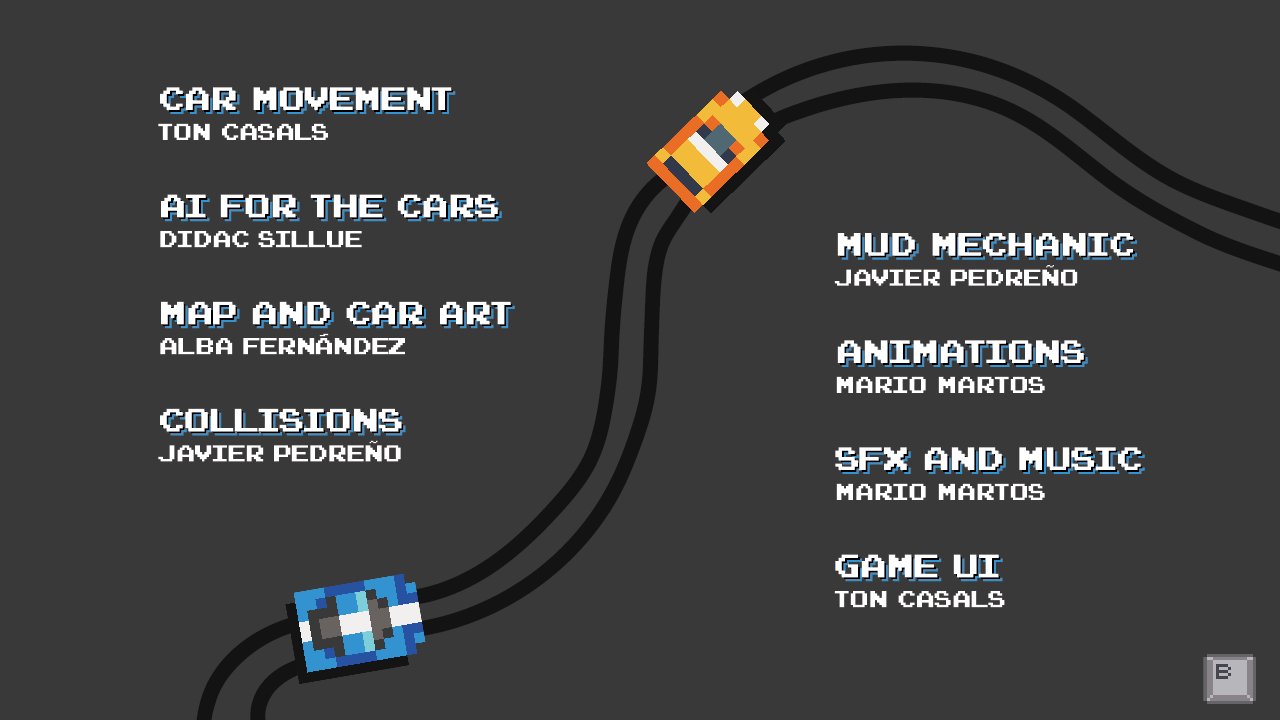 CAR MOVEMENT
TON CASALS
AI FOR THE CARS
DIDAC SILLUE
MAP AND CAR ART
ALBA FERNÁNDEZ
COLLISIONS
JAVIER PEDREÑO
MUD MECHANIC
JAVIER PEDREÑO
ANIMATIONS
MARIO MARTOS
SFX AND MUSIC
MARIO MARTOS
GAME UI
TON CASALS
B